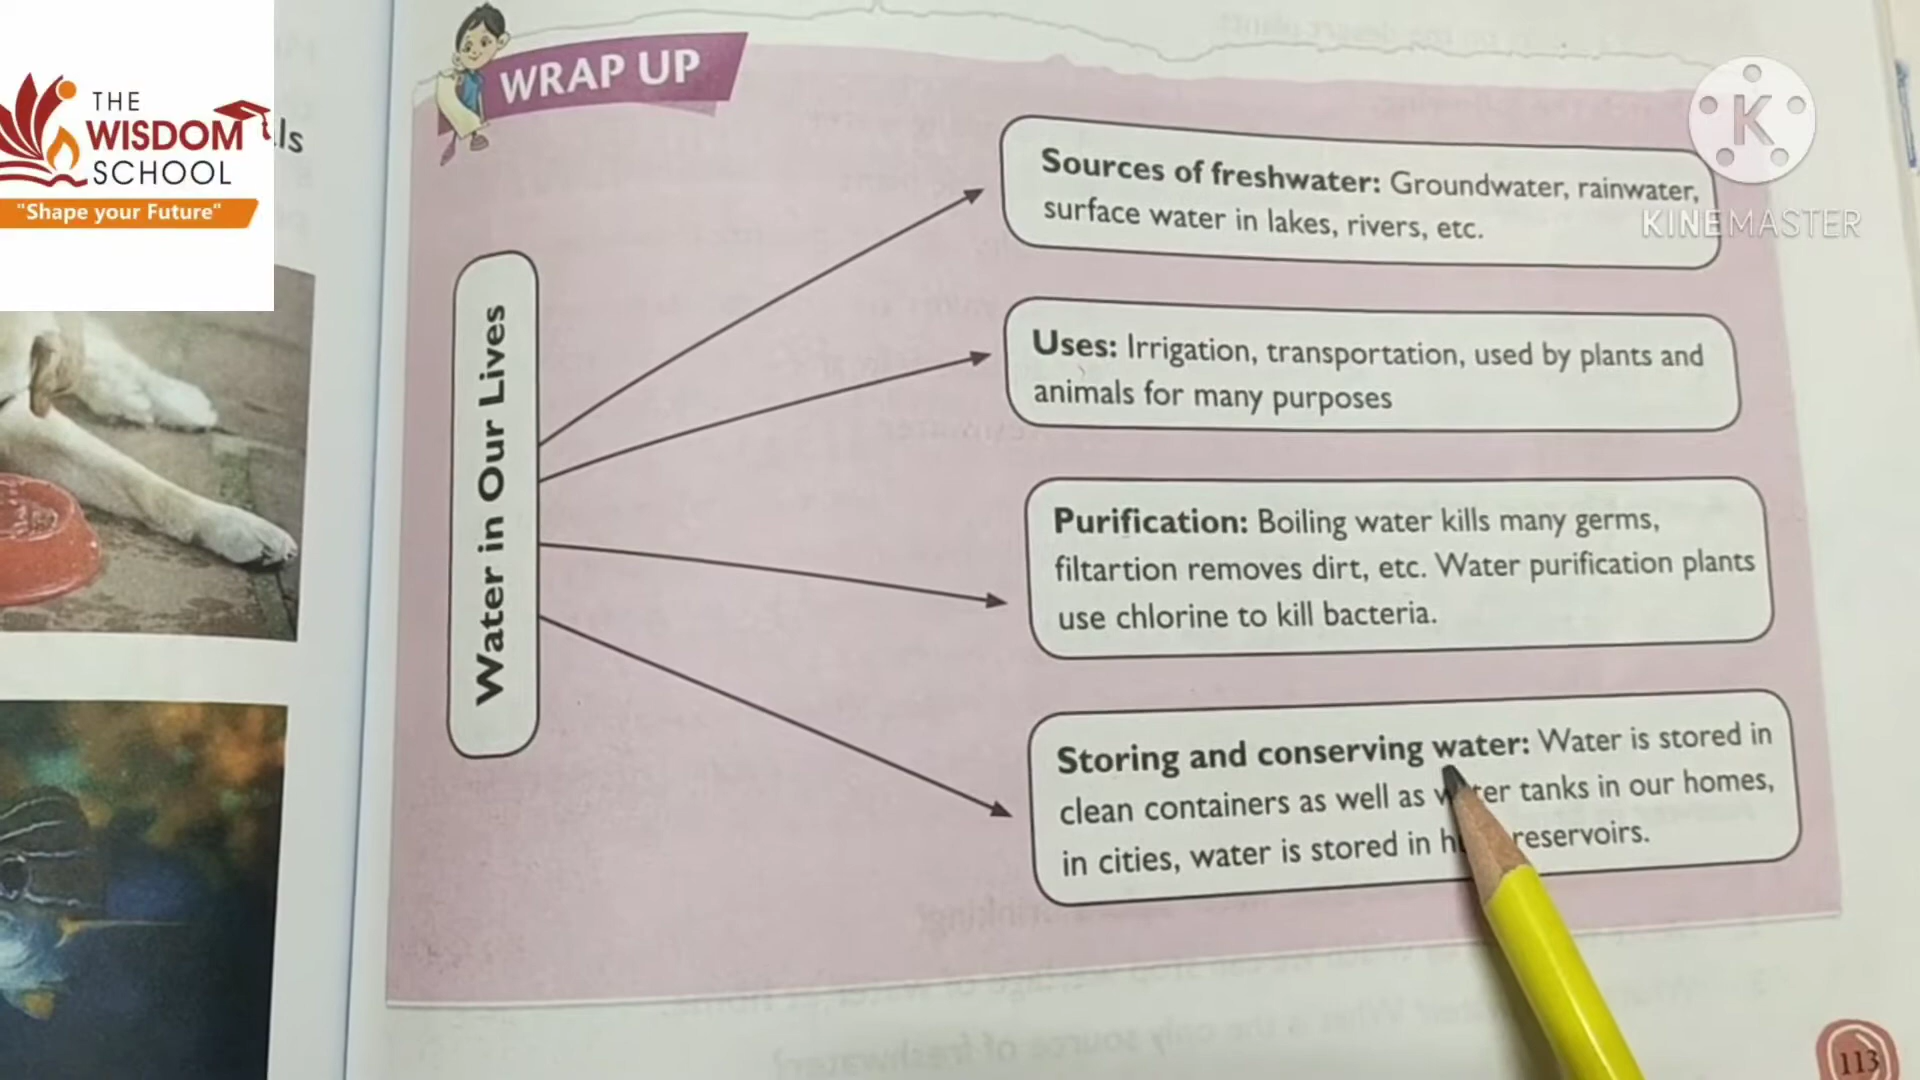 THE
WISDOM
SCHOOL
"Shape your Future"
ls
WRAP UP
KINEMASTER
Water in Our Lives
Sources of freshwater: Groundwater, rainwater,
surface water in lakes, rivers, etc.
Uses: Irrigation, transportation, used by plants and
animals for many purposes
Purification: Boiling water kills many germs,
filtartion removes dirt, etc. Water purification plants
use chlorine to kill bacteria.
Storing and conserving water: Water is stored in
clean containers as well as water tanks in our homes,
in cities, water is stored in reservoirs.
113